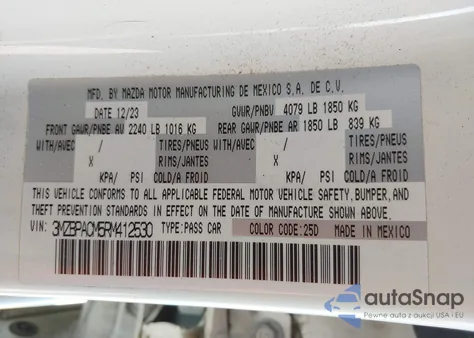 MFD. BY MAZDA MOTOR MANUFACTURING DE MEXICO S.A. DE C.V.
DATE 12/23 GVWR/PNBV 4079 LB 1850 KG
FRONT GAWR/PNBE AV 2240 LB 1016 KG REAR GAWR/PNBE AR 1850 LB 839 KG
WITH/AVEC / TIRES/PNEUS WITH/AVEC / TIRES/PNEUS
X RIMS/JANTES X RIMS/JANTES
KPA/ PSI COLD/A FROID KPA/ PSI COLD/A FROID
THIS VEHICLE CONFORMS TO ALL APPLICABLE FEDERAL MOTOR VEHICLE SAFETY, BUMPER, AND
THEFT PREVENTION STANDARDS IN EFFECT ON THE DATE OF MANUFACTURE SHOWN ABOVE.
VIN: 3MZBPACM5RM412530 TYPE:PASS CAR COLOR CODE:25D MADE IN MEXICO
autaSnap
Pewne auta z aukcji USA - EU